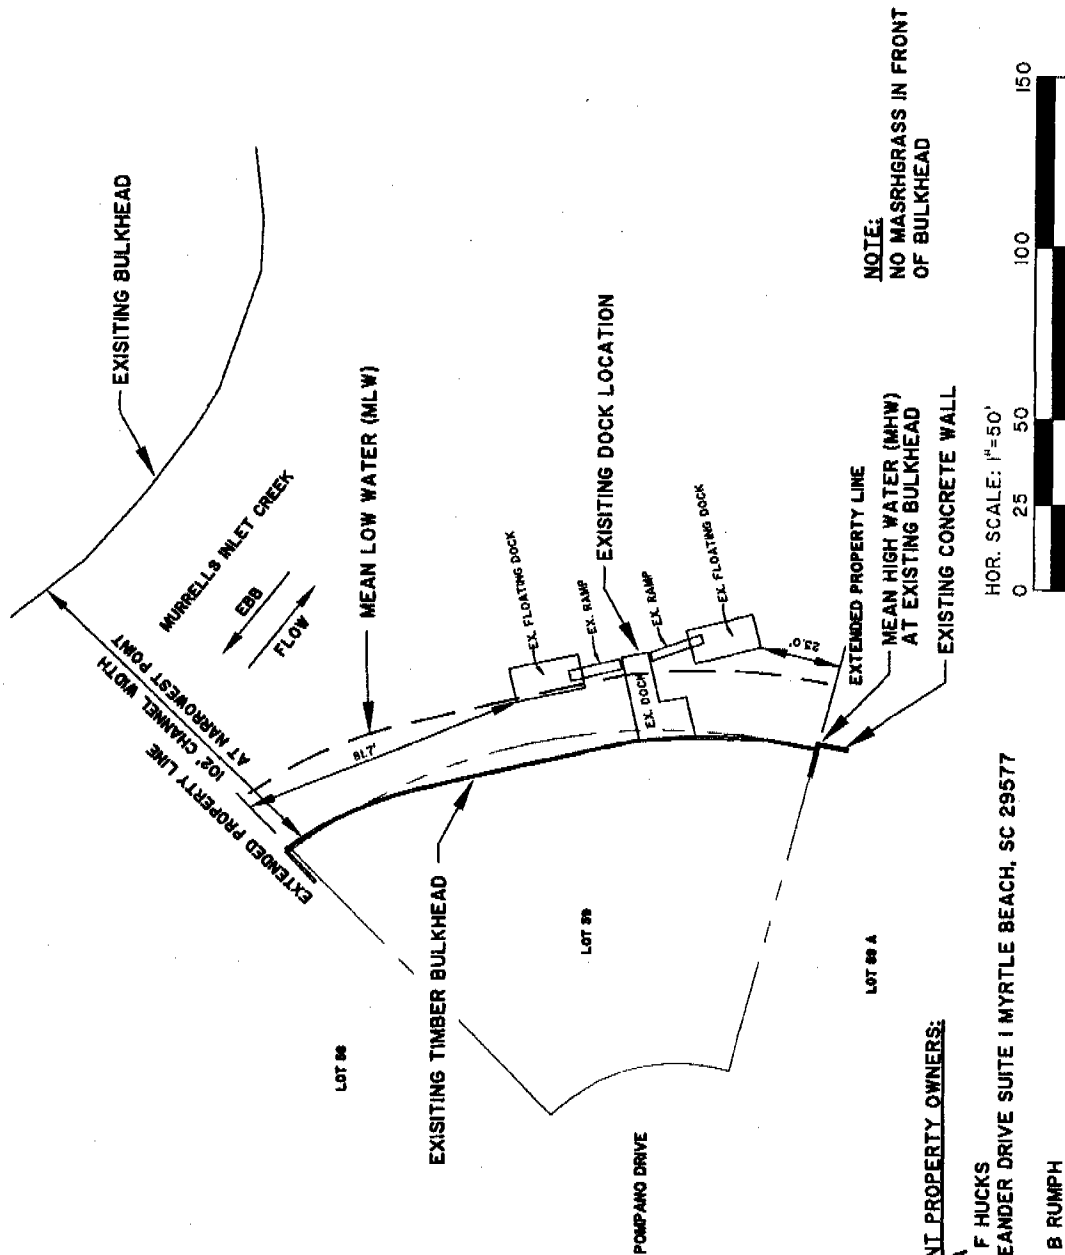 EXISITING BULKHEAD
MURRELLS INLET CREEK
EBB
FLOW
102' CHANNEL WIDTH
AT NARROWEST POINT
EXTENDED PROPERTY LINE
MEAN LOW WATER (MLW)
81.7'
EX. FLOATING DOCK
EX. RAMP
EXISITING DOCK LOCATION
EX. DOCK
EX. RAMP
EX. FLOATING DOCK
25.0'
EXTENDED PROPERTY LINE
MEAN HIGH WATER (MHW)
AT EXISTING BULKHEAD
EXISTING CONCRETE WALL
EXISITING TIMBER BULKHEAD
LOT
LOT 39
LOT
POMPANO DRIVE
NOTE:
NO MASRHGRASS IN FRONT
OF BULKHEAD
HOR. SCALE: 1"=50'
0 25 50 100 150
NT PROPERTY OWNERS:
F HUCKS
EANDER DRIVE SUITE I MYRTLE BEACH, SC 29577
B RUMPH